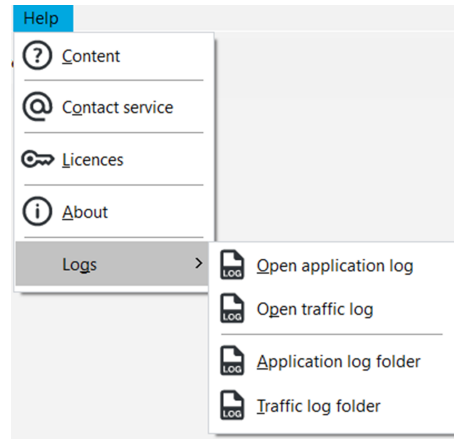 Help
Content
Contact service
Licences
About
Logs
LOG Open application log
LOG Open traffic log
LOG Application log folder
LOG Traffic log folder